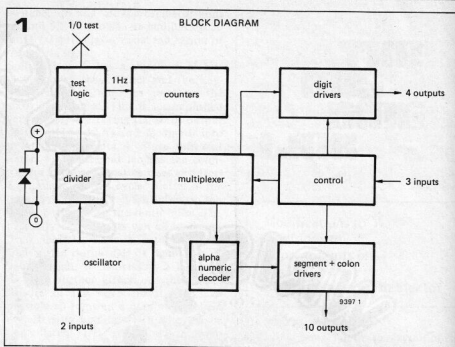 1
BLOCK DIAGRAM
1/0 test
test
logic
1Hz
counters
digit
drivers
4 outputs
+
0
divider
multiplexer
control
3 inputs
oscillator
alpha
numeric
decoder
segment + colon
drivers
9397 1
2 inputs
10 outputs